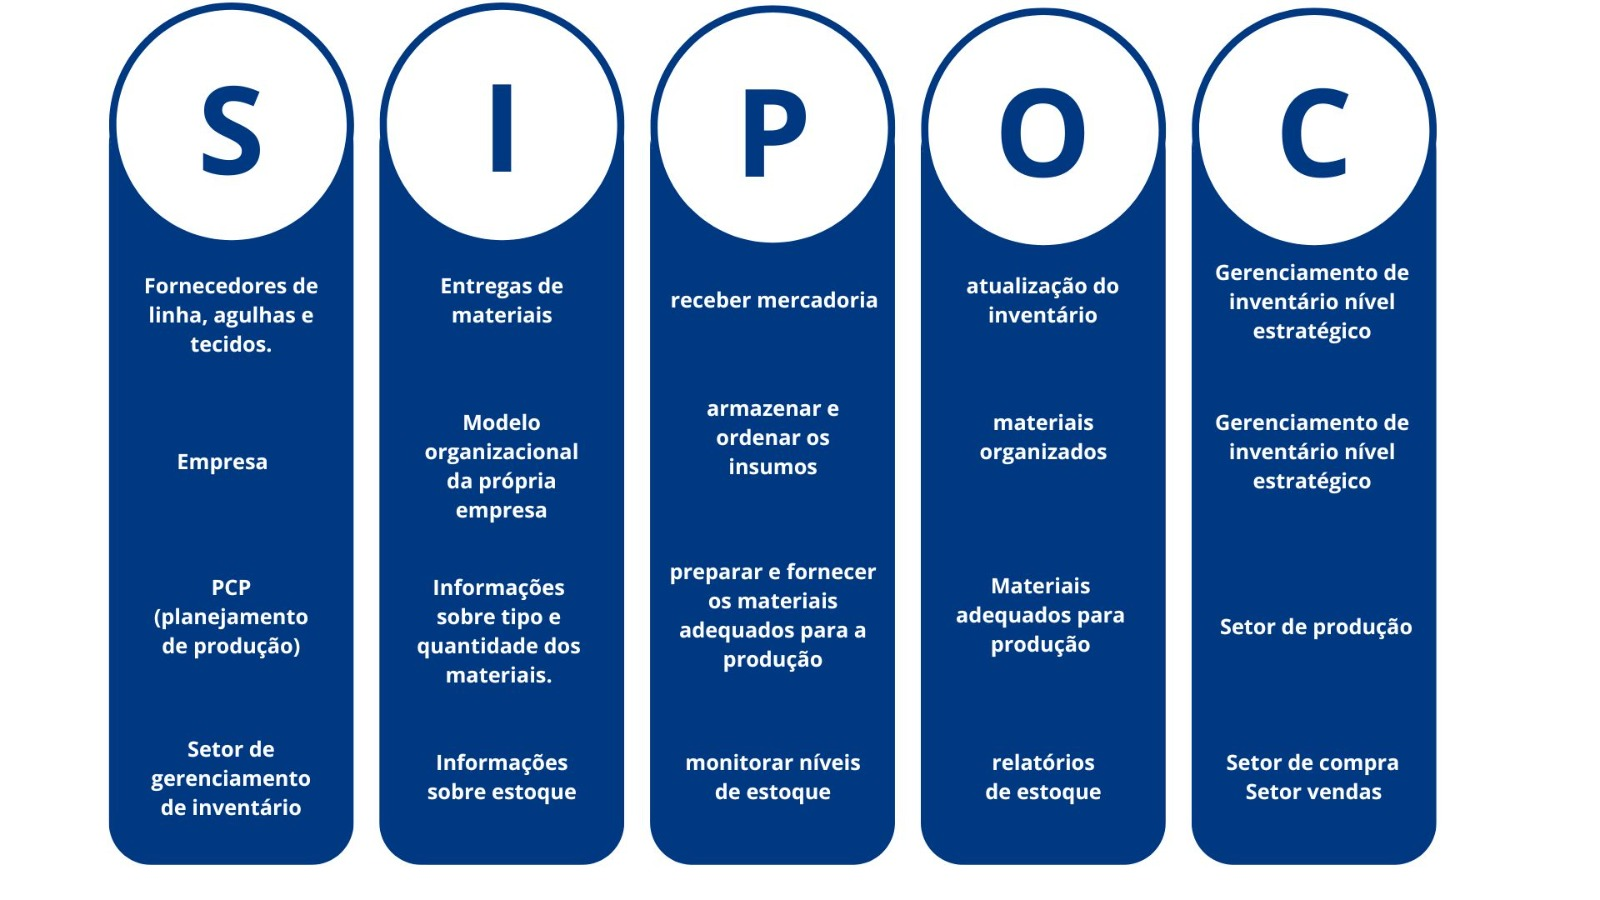 S
I
P
O
C
Fornecedores de
linha, agulhas e
tecidos.
Entregas de
materiais
receber mercadoria
atualização do
inventário
Gerenciamento de
inventário nível
estratégico
Empresa
Modelo
organizacional
da própria
empresa
armazenar e
ordenar os
insumos
materiais
organizados
Gerenciamento de
inventário nível
estratégico
PCP
(planejamento
de produção)
Informações
sobre tipo e
quantidade dos
materiais.
preparar e fornecer
os materiais
adequados para a
produção
Materiais
adequados para
produção
Setor de produção
Setor de
gerenciamento
de inventário
Informações
sobre estoque
monitorar níveis
de estoque
relatórios
de estoque
Setor de compra
Setor vendas